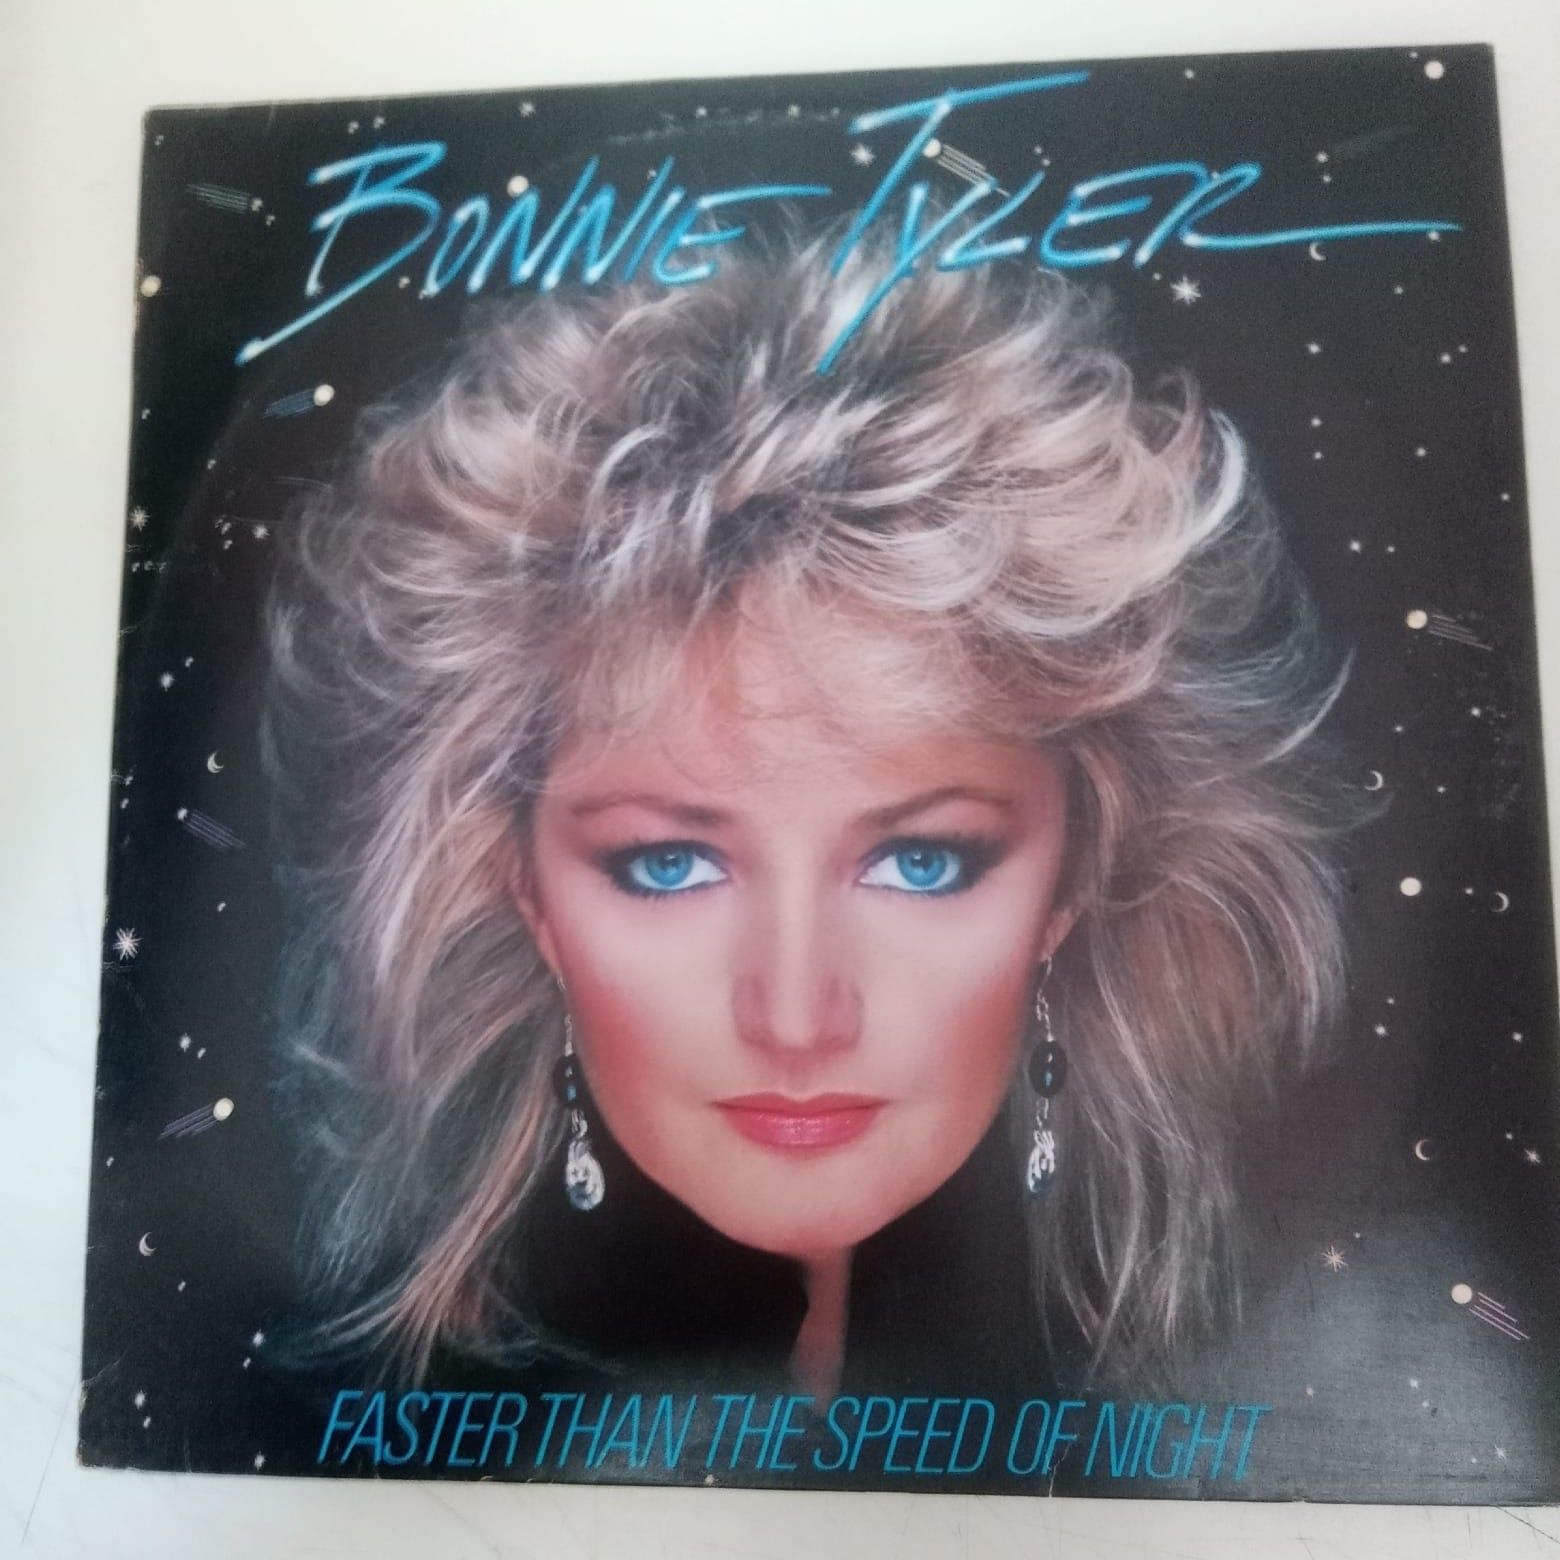 BONNIE TYLER
FASTER THAN THE SPEED OF NIGHT